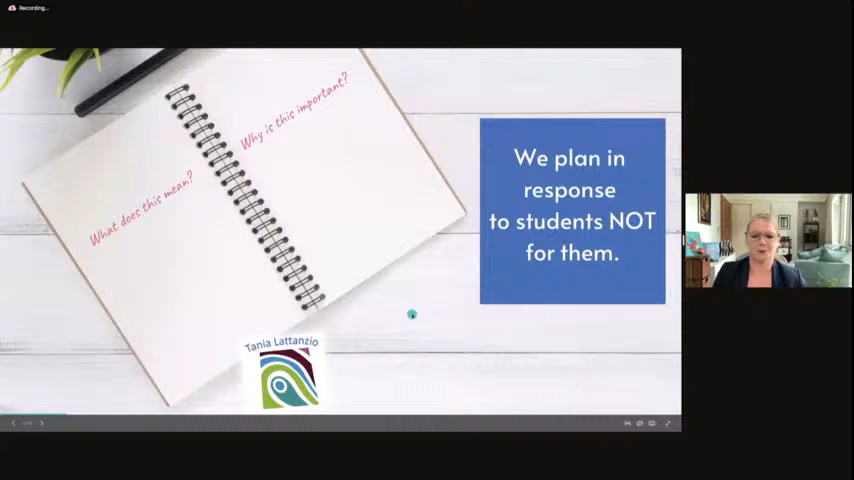 Recording...
What does this mean?
Why is this important?
We plan in
response
to students NOT
for them.
Tania Lattanzio